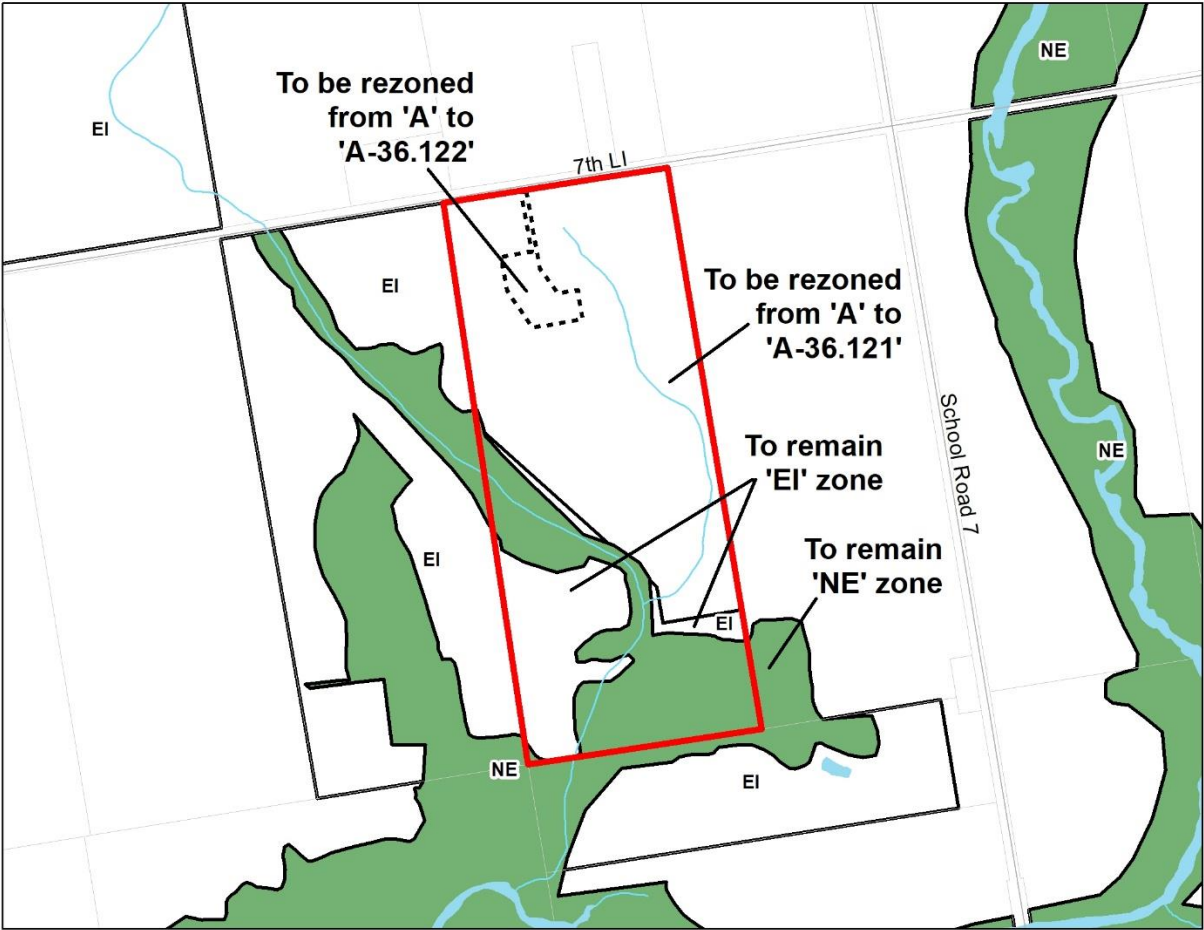 NE
To be rezoned
from 'A' to
'A-36.122'
EI
7th LI
To be rezoned
from 'A' to
'A-36.121'
EI
School Road 7
To remain
'EI' zone
NE
To remain
'NE' zone
EI
EI
NE
EI